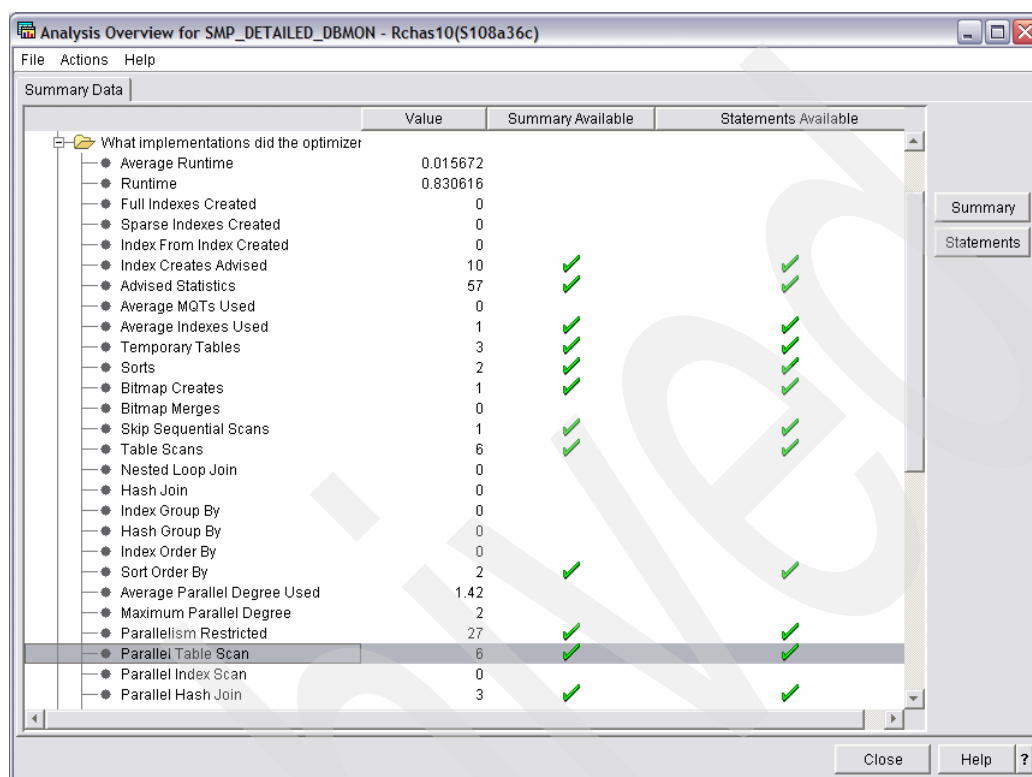 Analysis Overview for SMP_DETAILED_DBMON - Rchas10(S108a36c)
File Actions Help
Summary Data
Value Summary Available Statements Available
What implementations did the optimizer
Average Runtime 0.015672
Runtime 0.830616
Full Indexes Created 0
Sparse Indexes Created 0
Index From Index Created 0
Index Creates Advised 10
Advised Statistics 57
Average MQTs Used 0
Average Indexes Used 1
Temporary Tables 3
Sorts 2
Bitmap Creates 1
Bitmap Merges 0
Skip Sequential Scans 1
Table Scans 6
Nested Loop Join 0
Hash Join 0
Index Group By 0
Hash Group By 0
Index Order By 0
Sort Order By 2
Average Parallel Degree Used 1.42
Maximum Parallel Degree 2
Parallelism Restricted 27
Parallel Table Scan 6
Parallel Index Scan 0
Parallel Hash Join 3
Summary
Statements
Close Help ?